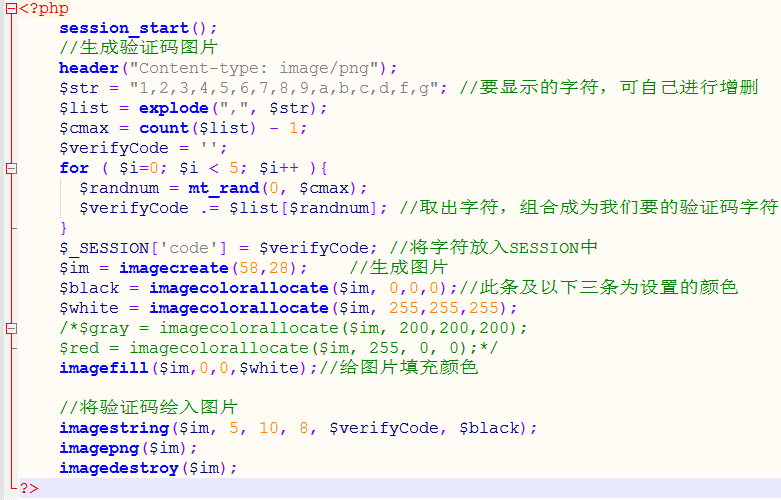 <?php
session_start();
//生成验证码图片
header("Content-type: image/png");
$str = "1,2,3,4,5,6,7,8,9,a,b,c,d,f,g"; //要显示的字符，可自己进行增删
$list = explode(",", $str);
$cmax = count($list) - 1;
$verifyCode = '';
for ( $i=0; $i < 5; $i++ ){
$randnum = mt_rand(0, $cmax);
$verifyCode .= $list[$randnum]; //取出字符，组合成为我们要的验证码字符
}
$_SESSION['code'] = $verifyCode; //将字符放入SESSION中
$im = imagecreate(58,28); //生成图片
$black = imagecolorallocate($im, 0,0,0);//此条及以下三条为设置的颜色
$white = imagecolorallocate($im, 255,255,255);
/*$gray = imagecolorallocate($im, 200,200,200);
$red = imagecolorallocate($im, 255, 0, 0);*/
imagefill($im,0,0,$white);//给图片填充颜色
//将验证码绘入图片
imagestring($im, 5, 10, 8, $verifyCode, $black);
imagepng($im);
imagedestroy($im);
?>